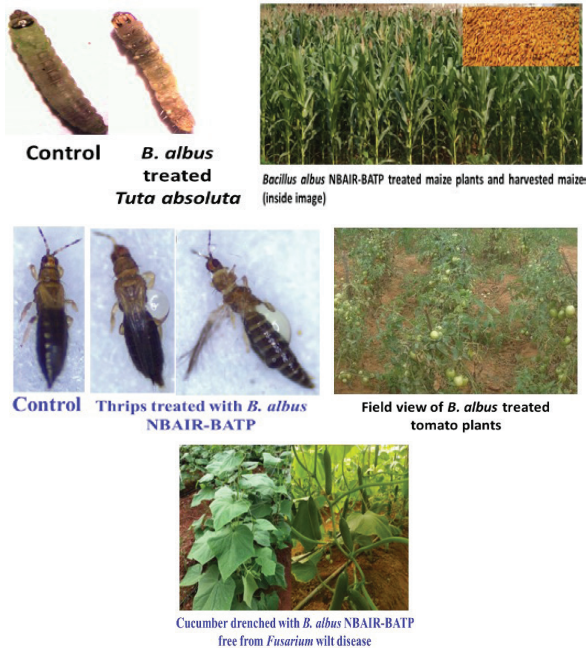 Control
B. albus
treated
Tuta absoluta
Bacillus albus NBAIR-BATP treated maize plants and harvested maize
(inside image)
Control
Thrips treated with B. albus
NBAIR-BATP
Field view of B. albus treated
tomato plants
Cucumber drenched with B. albus NBAIR-BATP
free from Fusarium wilt disease